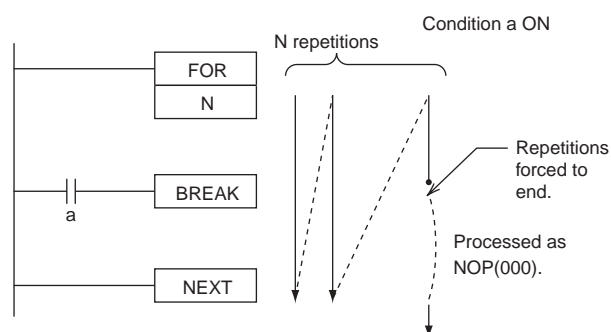 Condition a ON
N repetitions
FOR
N
BREAK
a
NEXT
Repetitions
forced to
end.
Processed as
NOP(000).